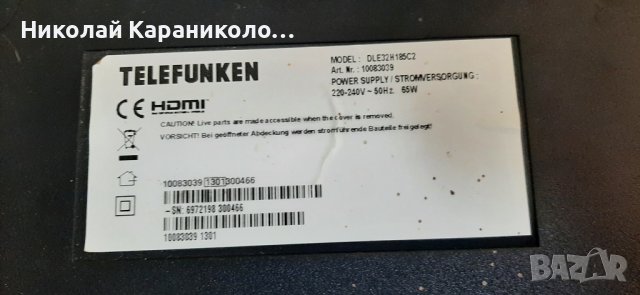 Николай Караниколо...
TELEFUNKEN
CE HDMI
MODEL : DLE32H185C2
Art. Nr. : 10083039
POWER SUPPLY / STROMVERSORGUNG :
220-240V ~ 50Hz, 65W
CAUTION! Live parts are made accessible when the cover is removed.
VORSICHT! Bei geöffneter Abdeckung werden stromführende Bauteile freigelegt!
10083039 1301 300466
-SN: 6972198 300466
10083039 1301
BAZAR